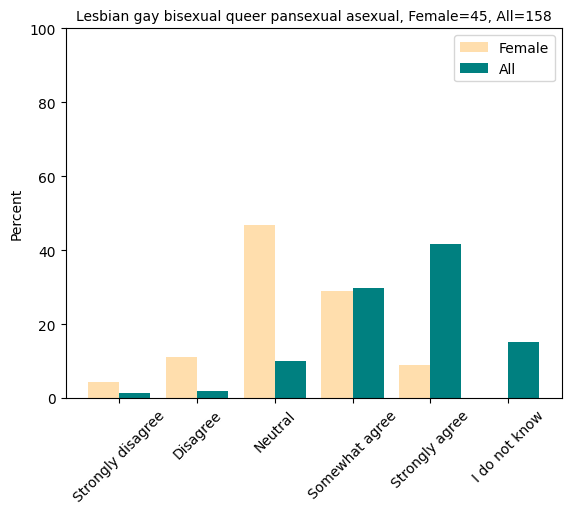 Lesbian gay bisexual queer pansexual asexual, Female=45, All=158
100
80
60
40
20
0
Percent
Female
All
Strongly disagree
Disagree
Neutral
Somewhat agree
Strongly agree
I do not know